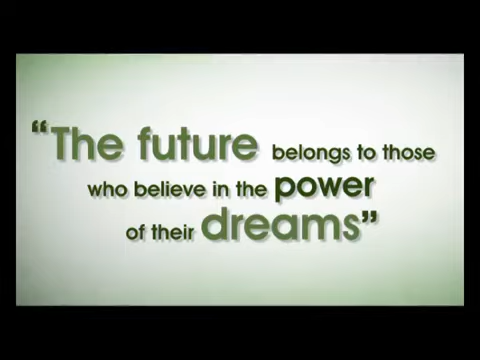 “The future belongs to those
who believe in the power
of their dreams”